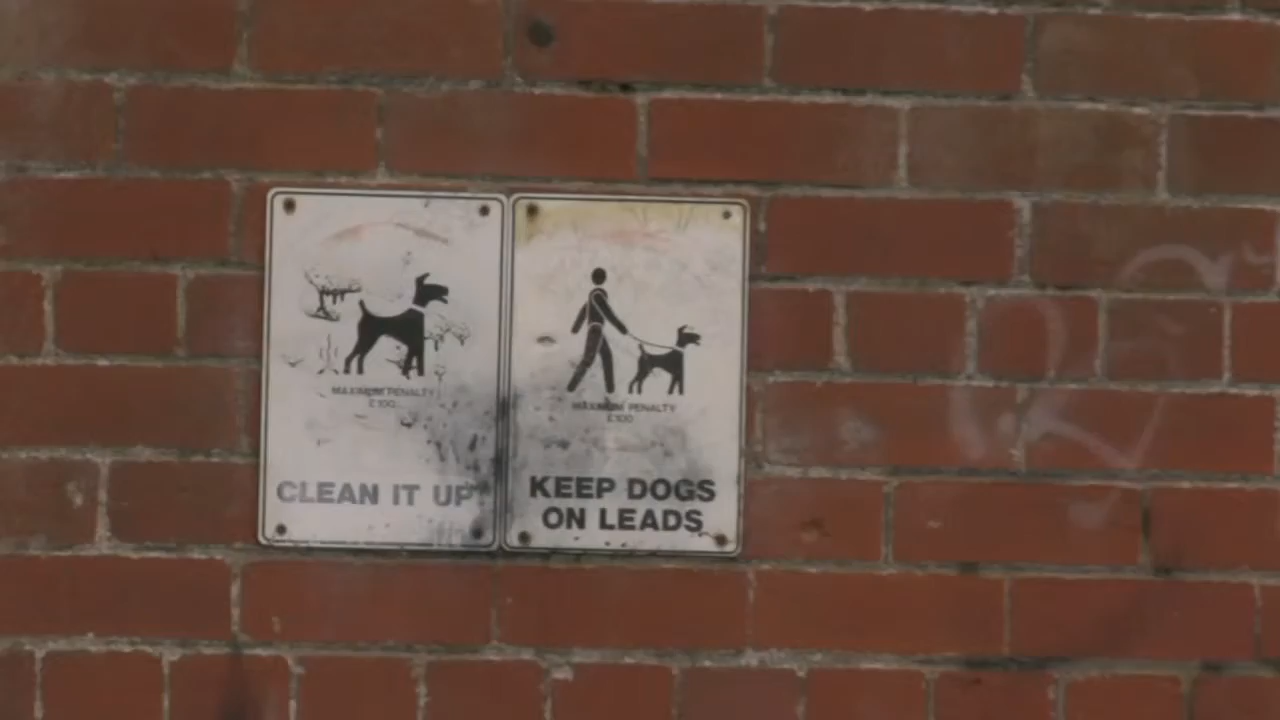 MAXIMUM PENALTY
£100
CLEAN IT UP
MAXIMUM PENALTY
£100
KEEP DOGS
ON LEADS